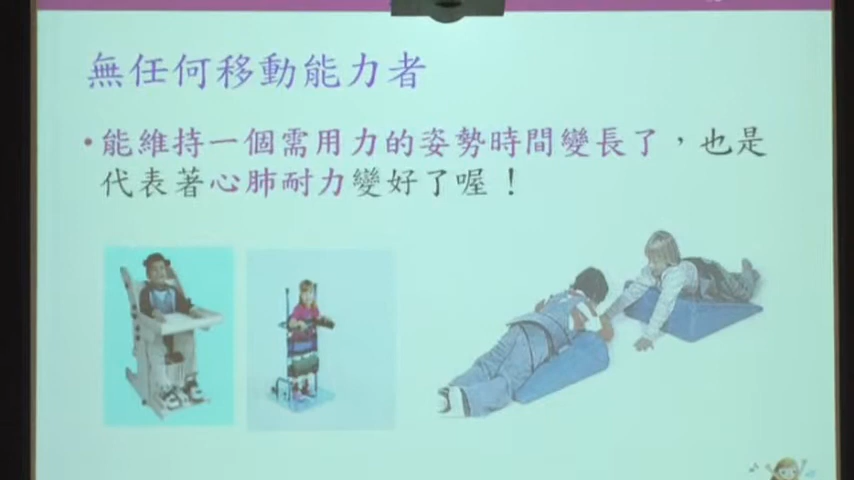 無任何移動能力者
•能維持一個需用力的姿勢時間變長了，也是
代表著心肺耐力變好了喔！